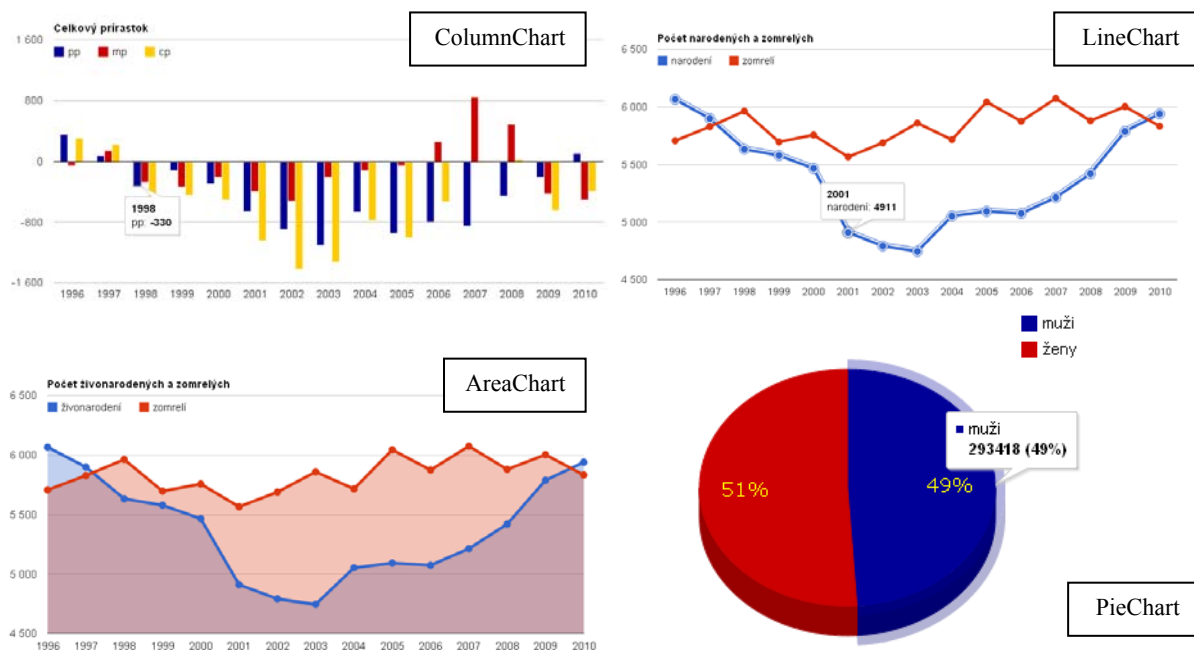 Celkový prírastok
ColumnChart
pp mp cp
1 600
800
0
-800
-1 600
1998
pp: -330
1996 1997 1998 1999 2000 2001 2002 2003 2004 2005 2006 2007 2008 2009 2010
Počet narodených a zomrelých
LineChart
narodení zomrelí
6 500
6 000
5 500
5 000
4 500
2001
narodení: 4911
1996 1997 1998 1999 2000 2001 2002 2003 2004 2005 2006 2007 2008 2009 2010
Počet živonarodených a zomrelých
AreaChart
živonarodení zomrelí
6 500
6 000
5 500
5 000
4 500
1996 1997 1998 1999 2000 2001 2002 2003 2004 2005 2006 2007 2008 2009 2010
muži
ženy
muži
293418 (49%)
51%
49%
PieChart